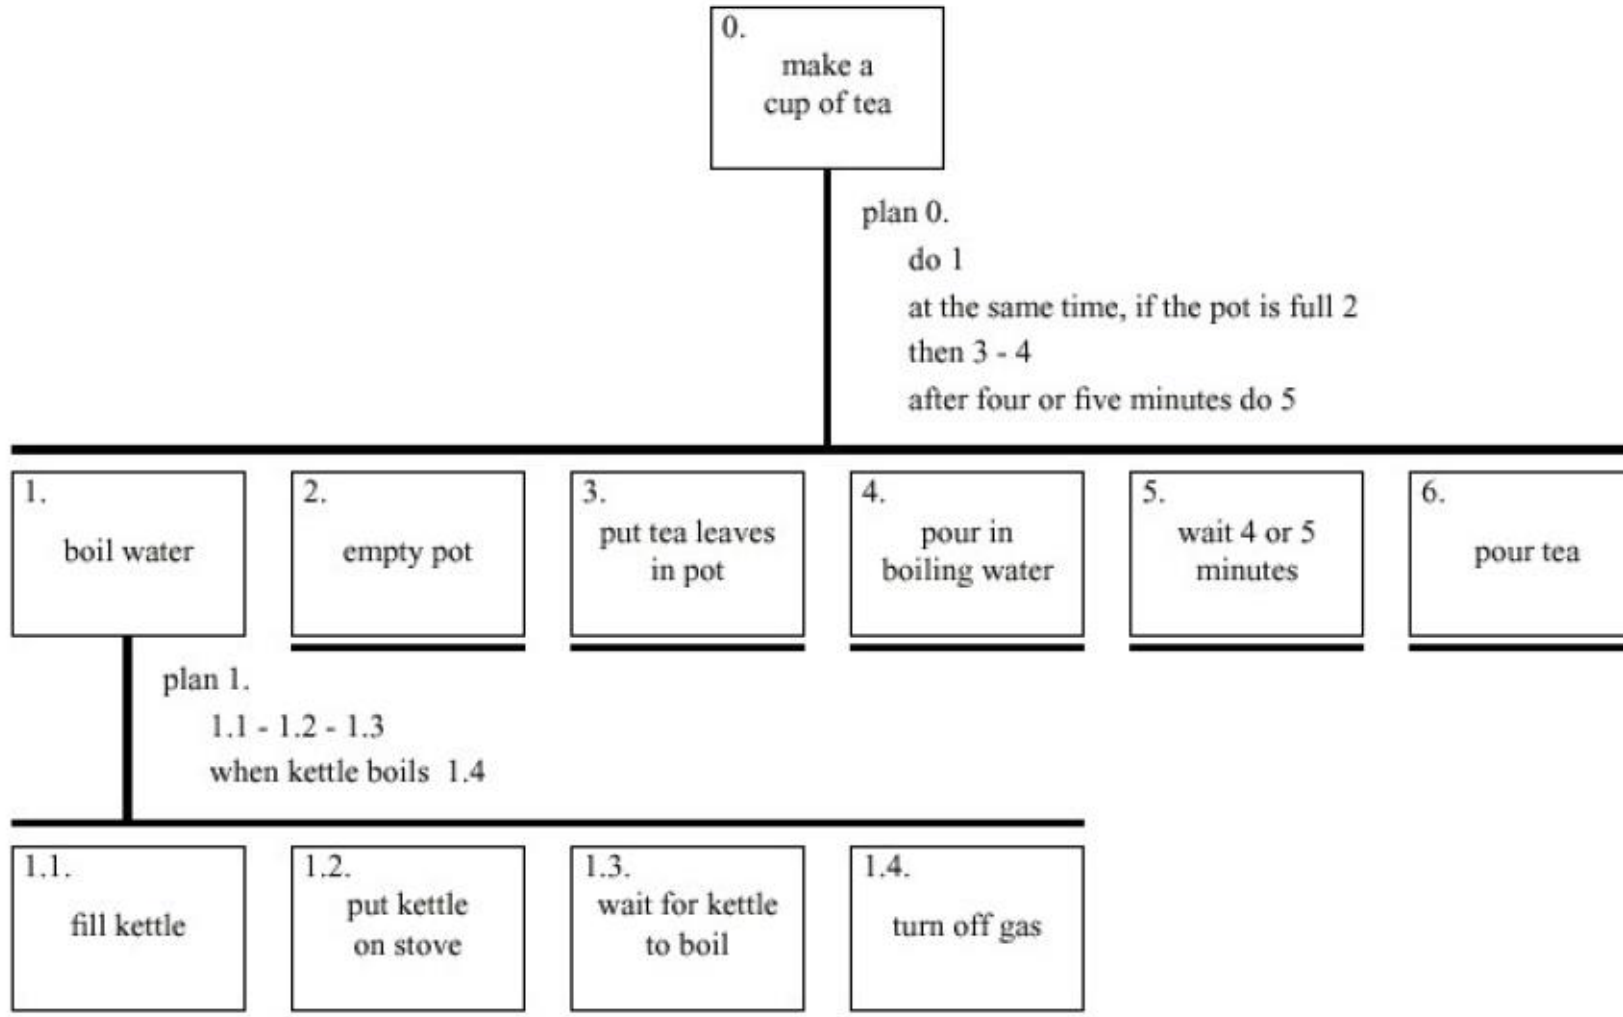 0.
make a
cup of tea
plan 0.
do 1
at the same time, if the pot is full 2
then 3 - 4
after four or five minutes do 5
1.
boil water
2.
empty pot
3.
put tea leaves
in pot
4.
pour in
boiling water
5.
wait 4 or 5
minutes
6.
pour tea
plan 1.
1.1 - 1.2 - 1.3
when kettle boils 1.4
1.1.
fill kettle
1.2.
put kettle
on stove
1.3.
wait for kettle
to boil
1.4.
turn off gas